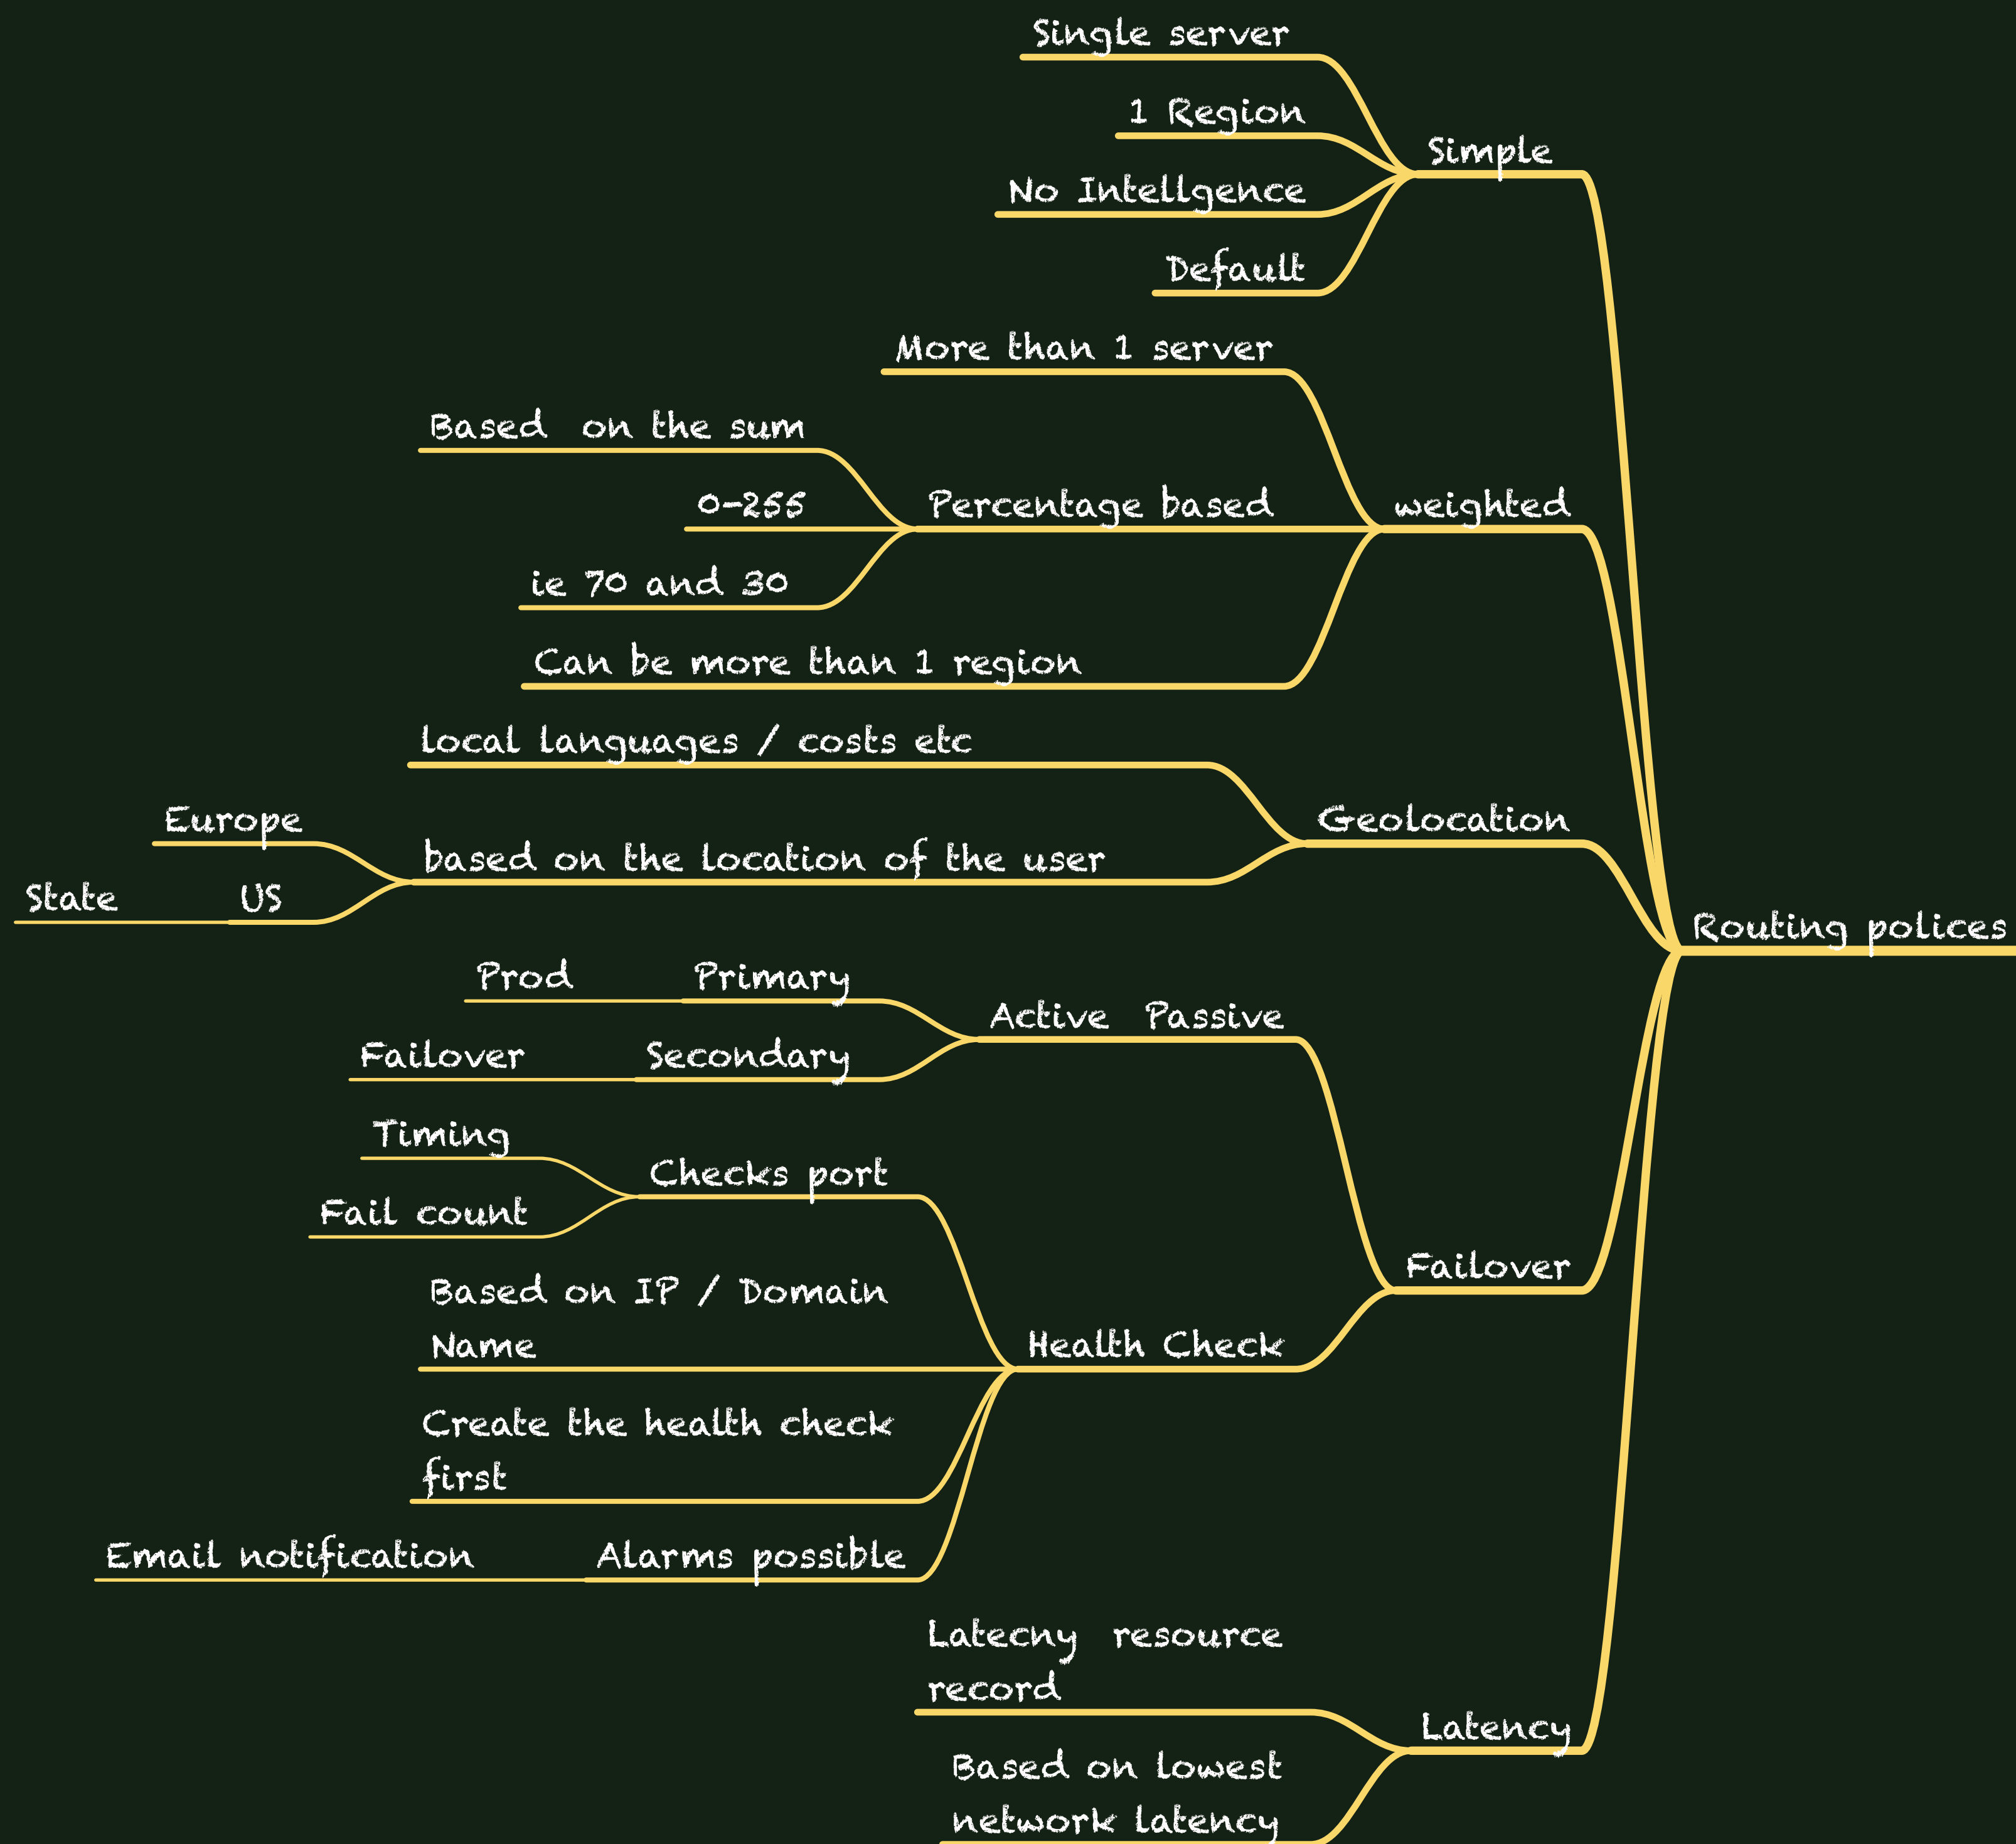 Single server
1 Region
Simple
No Intellgence
Default
More than 1 server
Based on the sum
0-255
Percentage based
weighted
ie 70 and 30
Can be more than 1 region
local languages / costs etc
Europe
Geolocation
based on the location of the user
State
US
Routing polices
Prod
Primary
Active Passive
Failover
Secondary
Timing
Checks port
Fail count
Failover
Based on IP / Domain
Name
Health Check
Create the health check
first
Email notification
Alarms possible
Latecny resource
record
Latency
Based on lowest
network latency